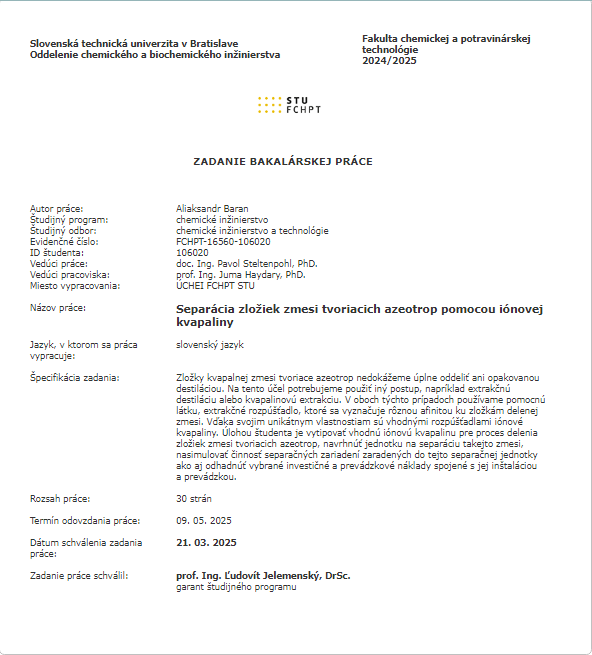 Slovenská technická univerzita v Bratislave
Oddelenie chemického a biochemického inžinierstva
Fakulta chemickej a potravinárskej
technológie
2024/2025
STU
FCHPT
ZADANIE BAKALÁRSKEJ PRÁCE
Autor práce: Aliaksandr Baran
Študijný program: chemické inžinierstvo
Študijný odbor: chemické inžinierstvo a technológie
Evidenčné číslo: FCHPT-16560-106020
ID študenta: 106020
Vedúci práce: doc. Ing. Pavol Steltenpohl, PhD.
Vedúci pracoviska: prof. Ing. Juma Haydary, PhD.
Miesto vypracovania: ÚCHEI FCHPT STU
Názov práce: Separácia zložiek zmesi tvoriacich azeotrop pomocou iónovej
kvapaliny
Jazyk, v ktorom sa práca slovenský jazyk
vypracuje:
Špecifikácia zadania: Zložky kvapalnej zmesi tvoriace azeotrop nedokážeme úplne oddeliť ani opakovanou
destiláciou. Na tento účel potrebujeme použiť iný postup, napríklad extrakčnú
destiláciu alebo kvapalinovú extrakciu. V oboch týchto prípadoch používame pomocnú
látku, extrakčné rozpúšťadlo, ktoré sa vyznačuje rôznou afinitou ku zložkám delenej
zmesi. Vďaka svojim unikátnym vlastnostiam sú vhodnými rozpúšťadlami iónové
kvapaliny. Úlohou študenta je vytipovať vhodnú iónovú kvapalinu pre proces delenia
zložiek zmesi tvoriacich azeotrop, navrhnúť jednotku na separáciu takejto zmesi,
nasimulovať činnosť separačných zariadení zaradených do tejto separačnej jednotky
ako aj odhadnúť vybrané investičné a prevádzkové náklady spojené s jej inštaláciou
a prevádzkou.
Rozsah práce: 30 strán
Termín odovzdania práce: 09. 05. 2025
Dátum schválenia zadania 21. 03. 2025
práce:
Zadanie práce schválil: prof. Ing. Ľudovít Jelemenský, DrSc.
garant študijného programu